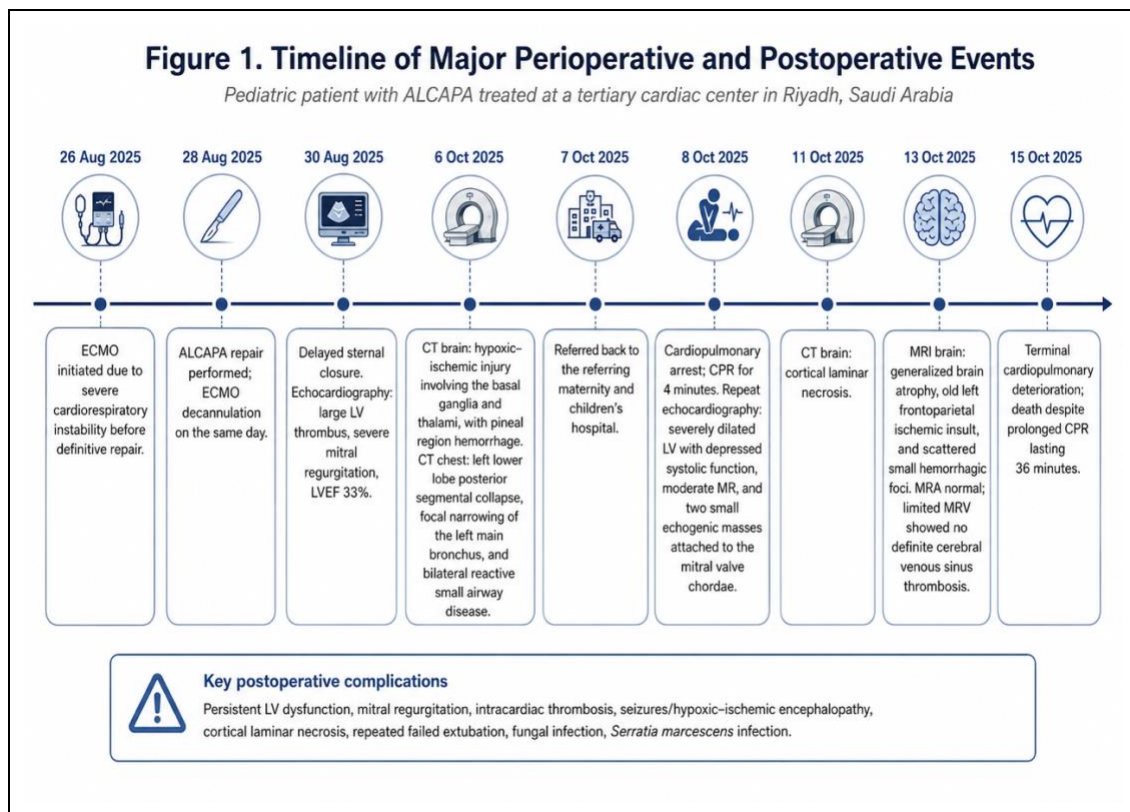 Figure 1. Timeline of Major Perioperative and Postoperative Events
Pediatric patient with ALCAPA treated at a tertiary cardiac center in Riyadh, Saudi Arabia
26 Aug 2025
ECMO
initiated due to
severe
cardiorespiratory
instability before
definitive repair.
28 Aug 2025
ALCAPA repair
performed;
ECMO
decannulation
on the same day.
30 Aug 2025
Delayed sternal
closure.
Echocardiography:
large LV
thrombus, severe
mitral
regurgitation,
LVEF 33%.
6 Oct 2025
CT brain: hypoxic–
ischemic injury
involving the basal
ganglia and
thalami, with pineal
region hemorrhage.
CT chest: left lower
lobe posterior
segmental collapse,
focal narrowing of
the left main
bronchus, and
bilateral reactive
small airway
disease.
7 Oct 2025
Referred back to
the referring
maternity and
children's
hospital.
8 Oct 2025
Cardiopulmonary
arrest; CPR for
4 minutes. Repeat
echocardiography:
severely dilated
LV with depressed
systolic function,
moderate MR, and
two small
echogenic masses
attached to the
mitral valve
chordae.
11 Oct 2025
CT brain:
cortical laminar
necrosis.
13 Oct 2025
MRI brain:
generalized brain
atrophy, old left
frontoparietal
ischemic insult,
and scattered
small hemorrhagic
foci. MRA normal;
limited MRV
showed no
definite cerebral
venous sinus
thrombosis.
15 Oct 2025
Terminal
cardiopulmonary
deterioration;
death despite
prolonged CPR
lasting
36 minutes.
Key postoperative complications
Persistent LV dysfunction, mitral regurgitation, intracardiac thrombosis, seizures/hypoxic–ischemic encephalopathy,
cortical laminar necrosis, repeated failed extubation, fungal infection, Serratia marcescens infection.